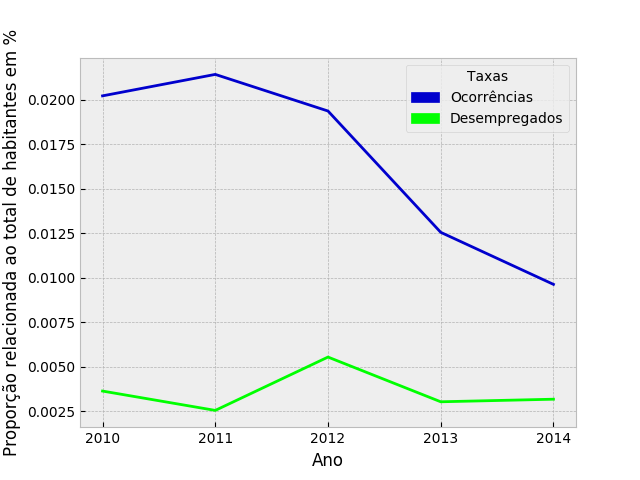 Proporção relacionada ao total de habitantes em %
0.0200
0.0175
0.0150
0.0125
0.0100
0.0075
0.0050
0.0025
Taxas
Ocorrências
Desempregados
2010 2011 2012 2013 2014
Ano